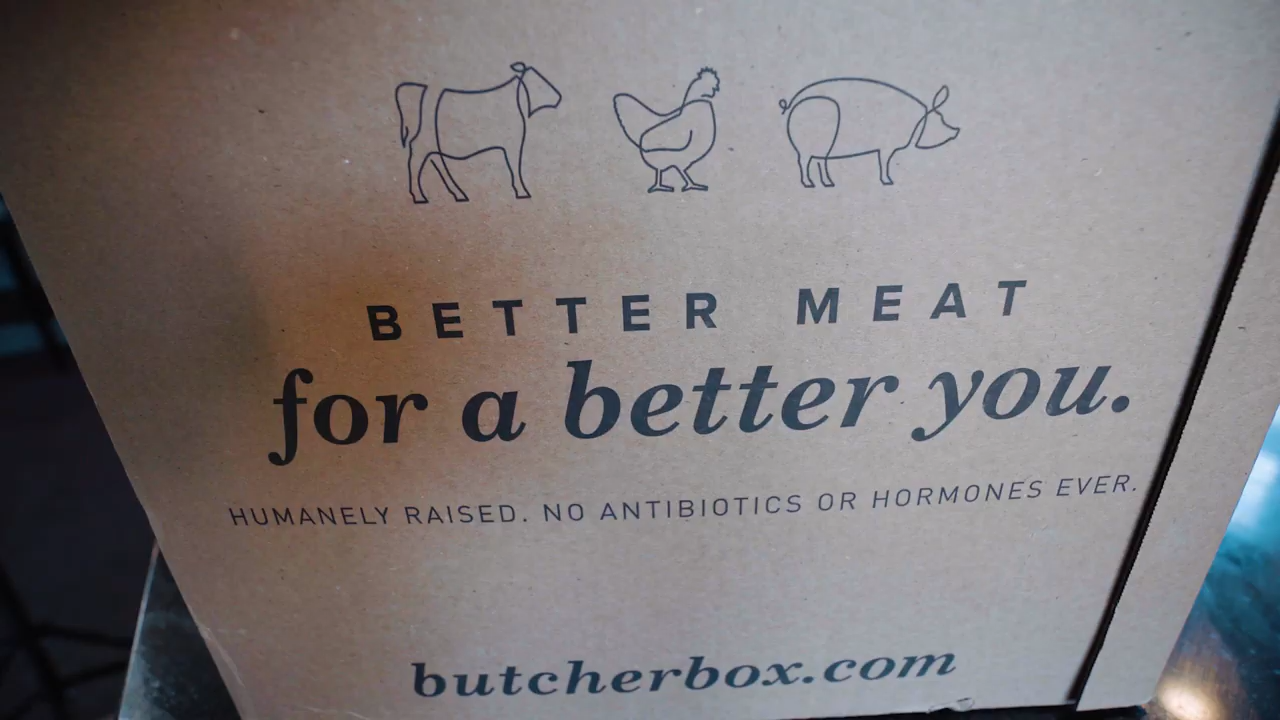 BETTER MEAT
for a better you.
HUMANELY RAISED. NO ANTIBIOTICS OR HORMONES EVER.
butcherbox.com